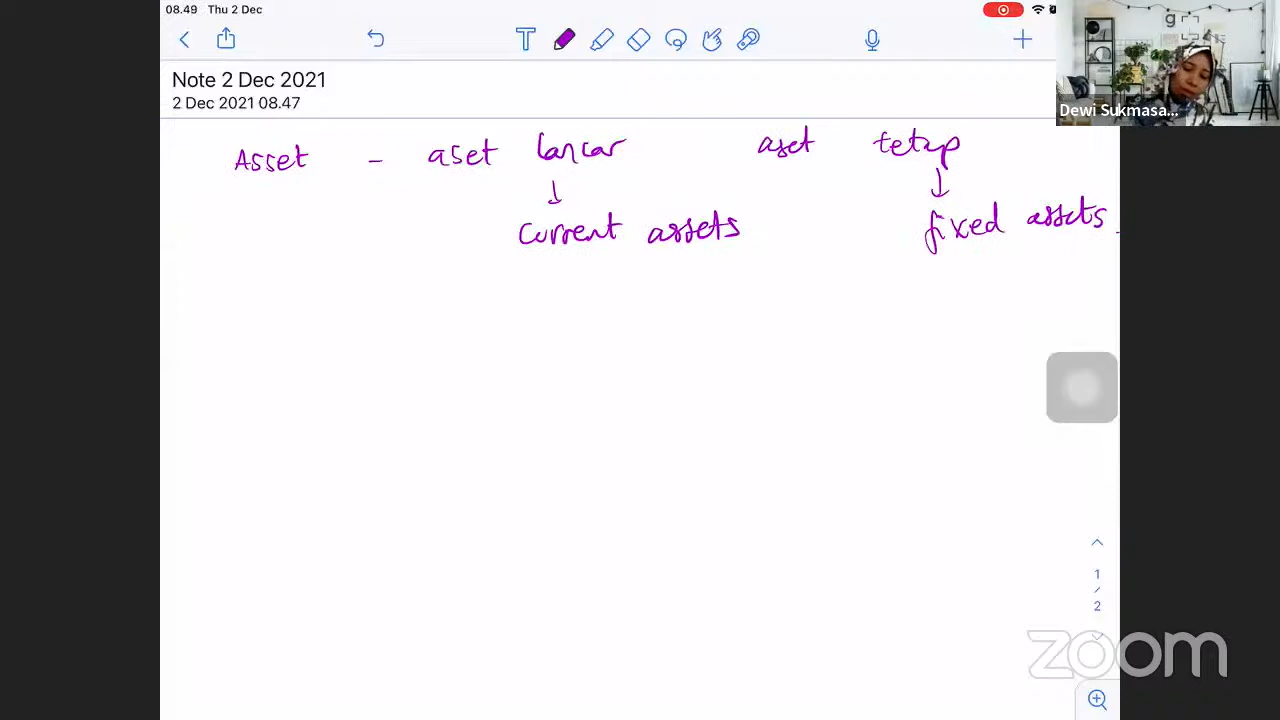 08.49 Thu 2 Dec
g
Dewi Sukmasa...
T
Note 2 Dec 2021
2 Dec 2021 08.47
Asset - aset lancar aset tetap
current assets fixed assets
1
/
2
zoom